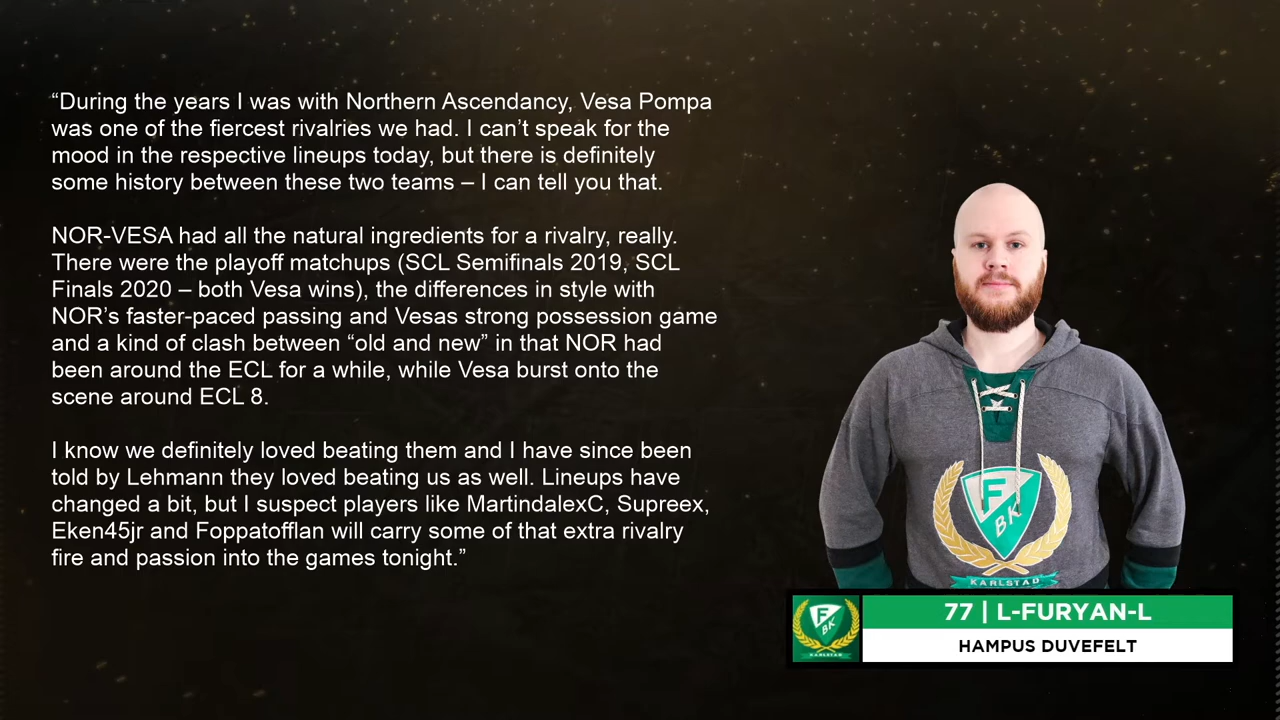 “During the years I was with Northern Ascendancy, Vesa Pompa
was one of the fiercest rivalries we had. I can’t speak for the
mood in the respective lineups today, but there is definitely
some history between these two teams – I can tell you that.
NOR-VESA had all the natural ingredients for a rivalry, really.
There were the playoff matchups (SCL Semifinals 2019, SCL
Finals 2020 – both Vesa wins), the differences in style with
NOR’s faster-paced passing and Vesas strong possession game
and a kind of clash between “old and new” in that NOR had
been around the ECL for a while, while Vesa burst onto the
scene around ECL 8.
I know we definitely loved beating them and I have since been
told by Lehmann they loved beating us as well. Lineups have
changed a bit, but I suspect players like MartindalexC, Supreex,
Eken45jr and Foppatofflan will carry some of that extra rivalry
fire and passion into the games tonight.”
F
BK
KARLSTAD
F
BK
KARLSTAD
77 | L-FURYAN-L
HAMPUS DUVEFELT